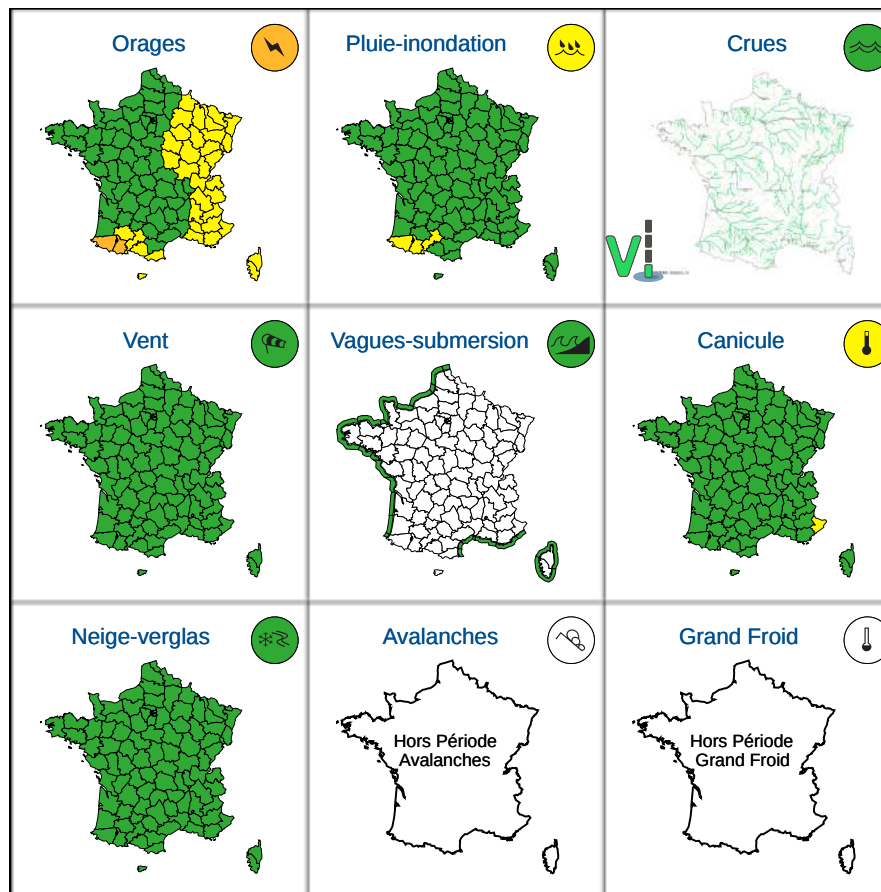 Orages
Pluie-inondation
Crues
Vi
Vent
Vagues-submersion
Canicule
Neige-verglas
Avalanches
Grand Froid
Hors Période
Avalanches
Hors Période
Grand Froid